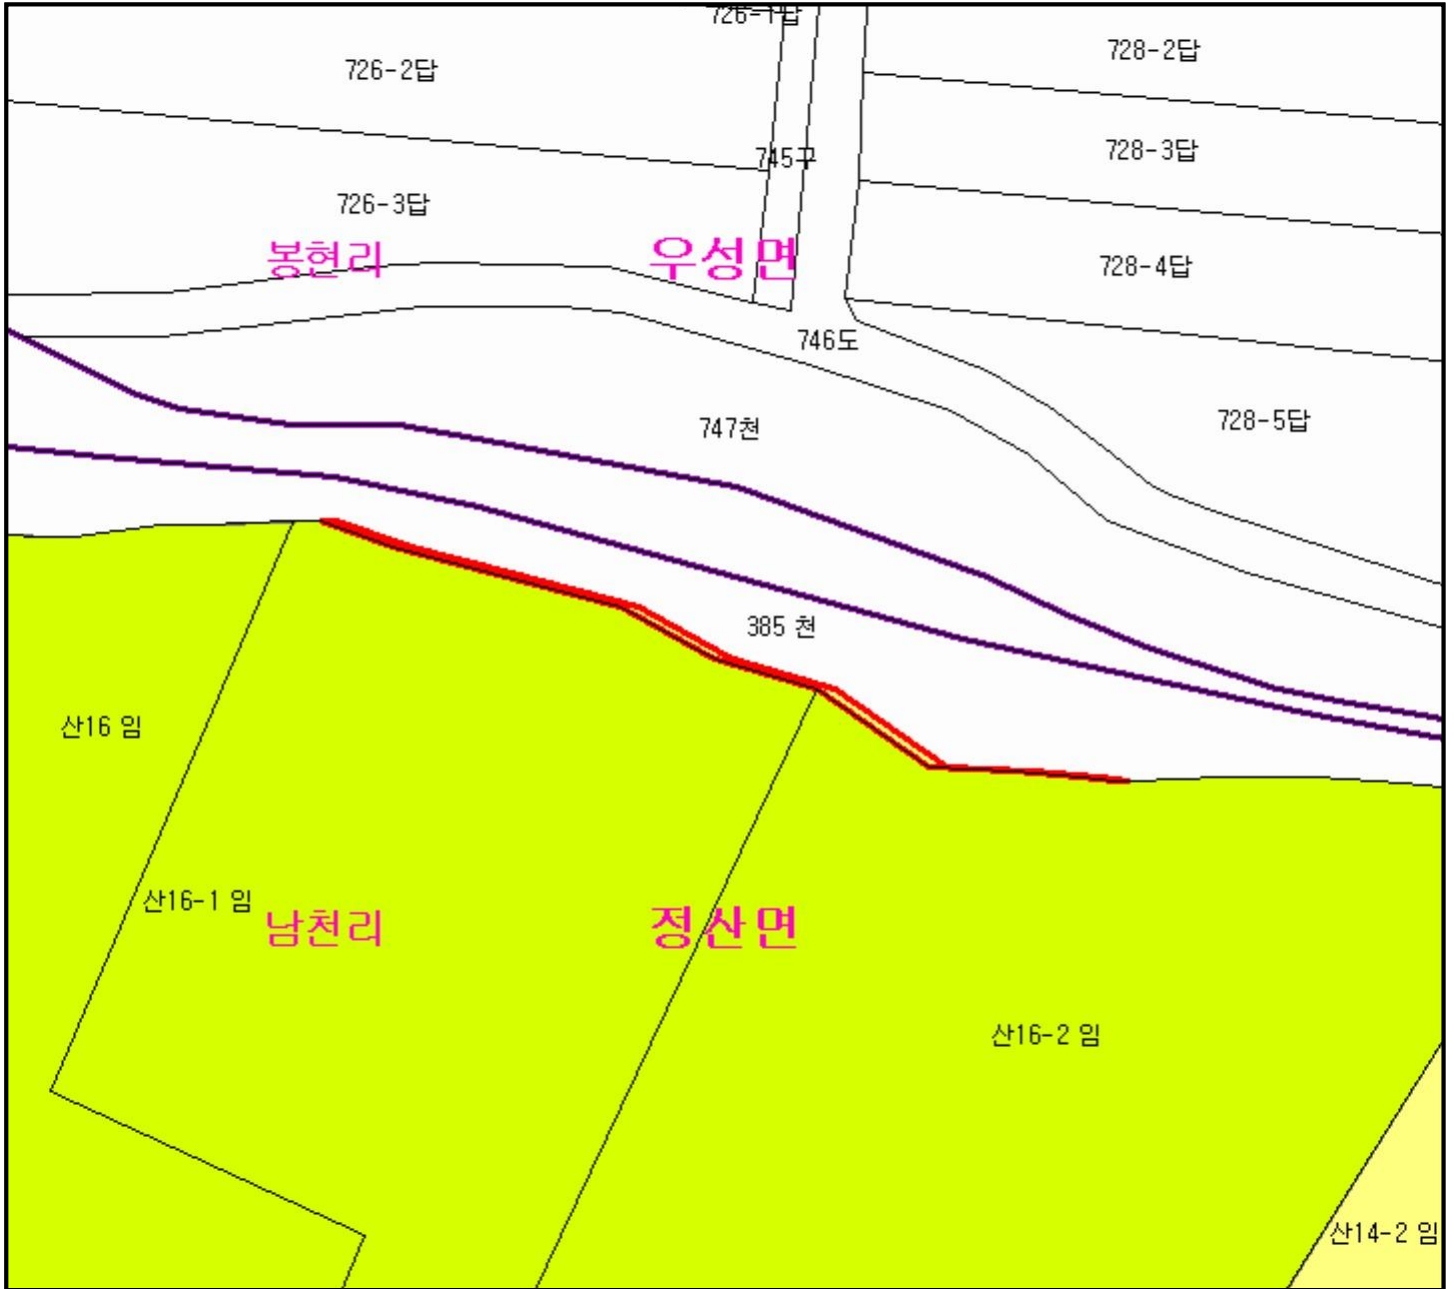 726-1답
728-2답
726-2답
728-3답
745구
726-3답
봉현리
우성면
728-4답
746도
728-5답
747천
385 천
산16 임
산16-1 임
남천리
정산면
산16-2 임
산14-2 임